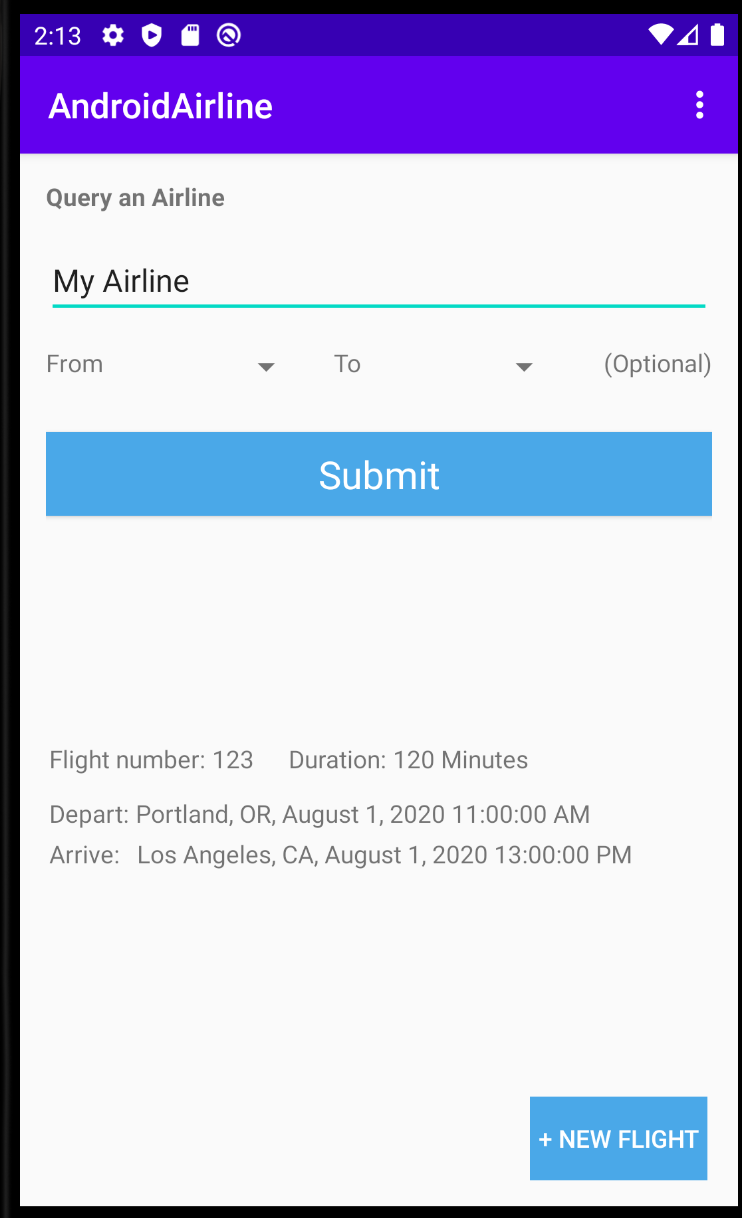 2:13
AndroidAirline
Query an Airline
My Airline
From To (Optional)
Submit
Flight number: 123 Duration: 120 Minutes
Depart: Portland, OR, August 1, 2020 11:00:00 AM
Arrive: Los Angeles, CA, August 1, 2020 13:00:00 PM
+ NEW FLIGHT